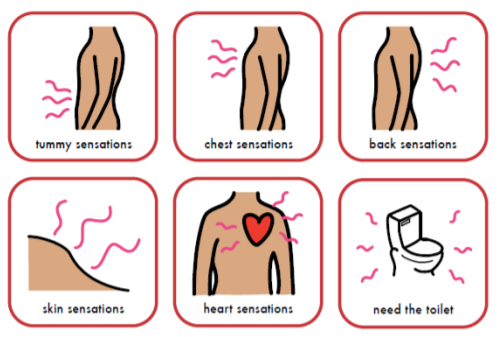 tummy sensations
chest sensations
back sensations
skin sensations
heart sensations
need the toilet